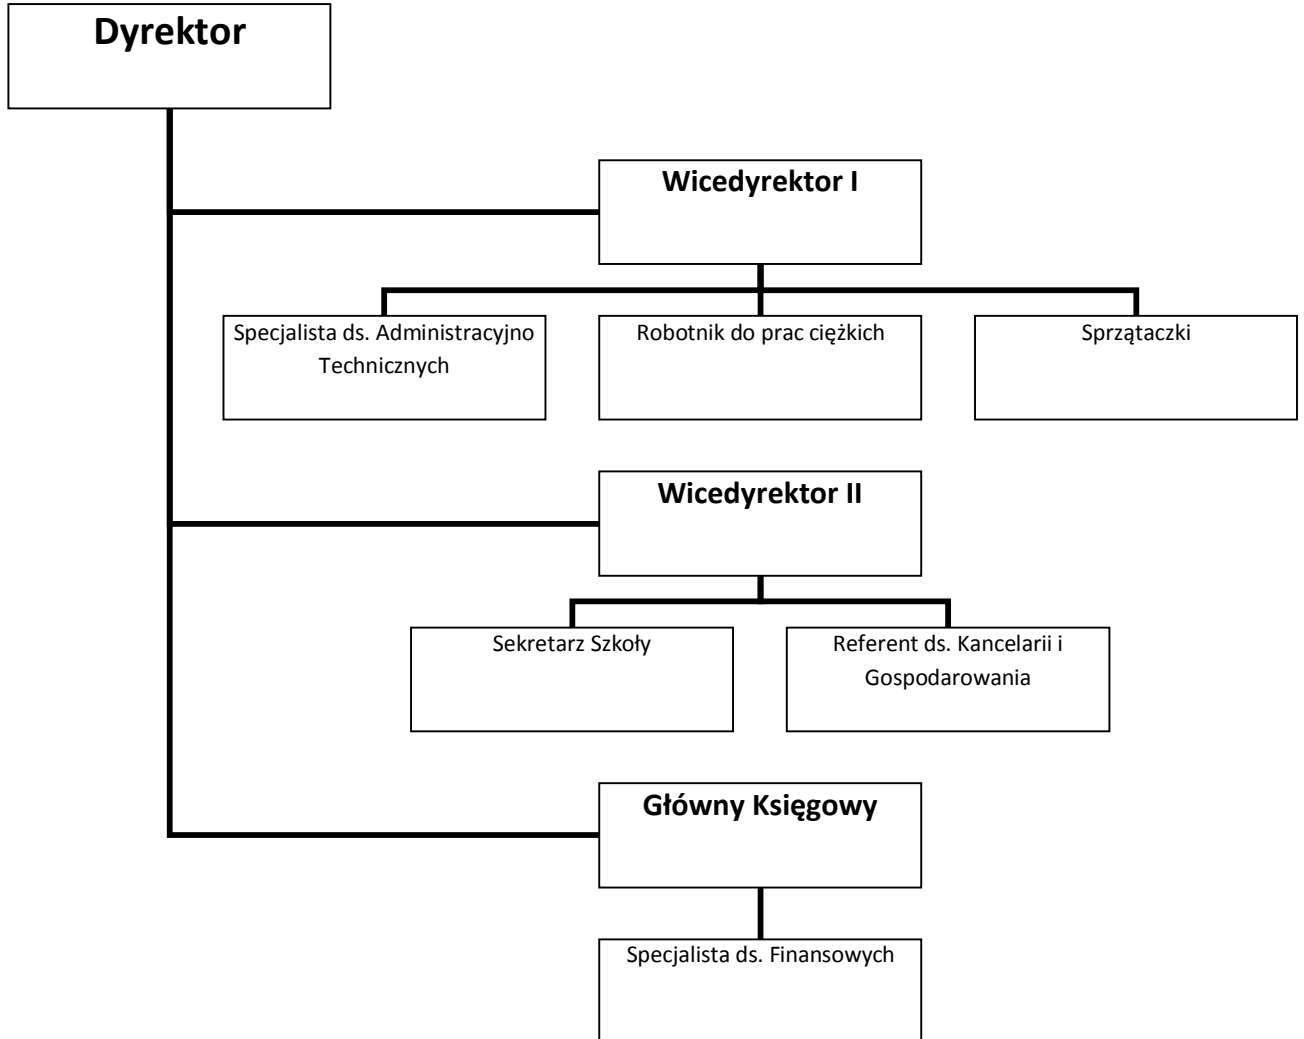 Dyrektor
Wicedyrektor I
Specjalista ds. Administracyjno
Technicznych
Robotnik do prac ciężkich
Sprzątaczki
Wicedyrektor II
Sekretarz Szkoły
Referent ds. Kancelarii i
Gospodarowania
Główny Księgowy
Specjalista ds. Finansowych